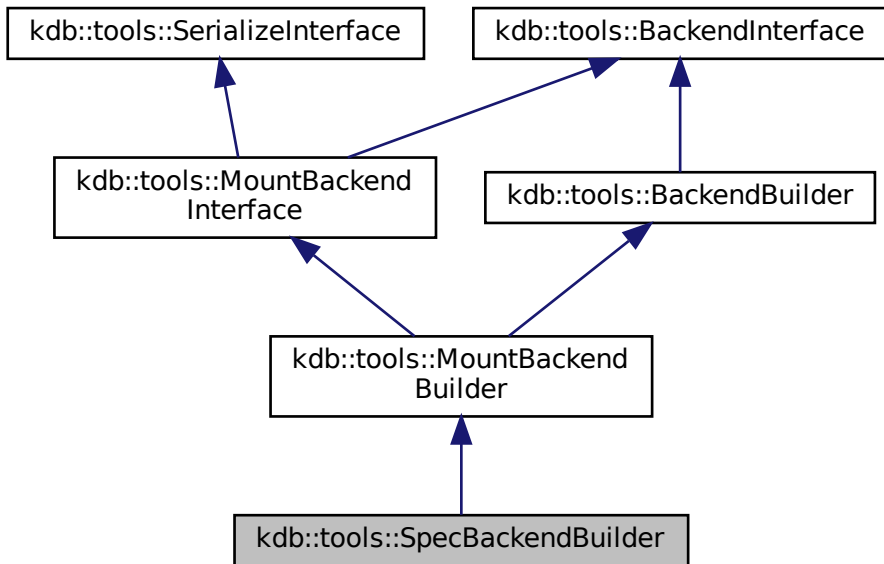 kdb::tools::SerializeInterface
kdb::tools::BackendInterface
kdb::tools::MountBackend
Interface
kdb::tools::BackendBuilder
kdb::tools::MountBackend
Builder
kdb::tools::SpecBackendBuilder